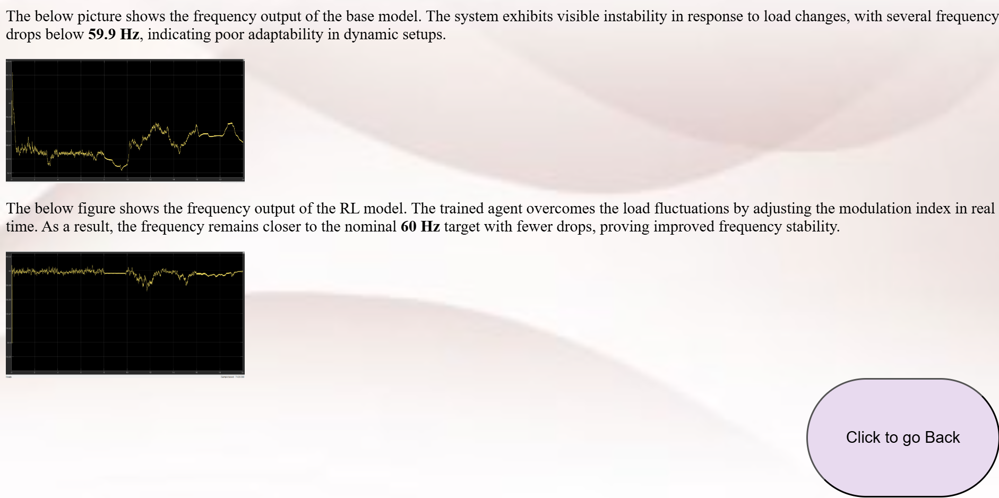 The below picture shows the frequency output of the base model. The system exhibits visible instability in response to load changes, with several frequency
drops below 59.9 Hz, indicating poor adaptability in dynamic setups.
The below figure shows the frequency output of the RL model. The trained agent overcomes the load fluctuations by adjusting the modulation index in real
time. As a result, the frequency remains closer to the nominal 60 Hz target with fewer drops, proving improved frequency stability.
Click to go Back